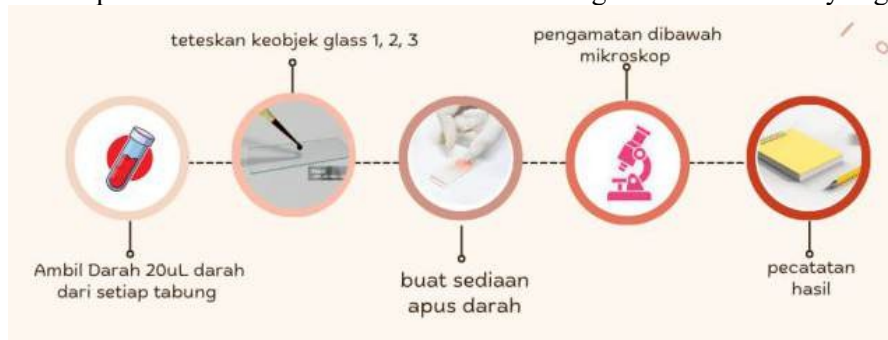 teteskan keobjek glass 1, 2, 3
pengamatan dibawah
mikroskop
Ambil Darah 20uL darah
dari setiap tabung
buat sediaan
apus darah
pecatatan
hasil